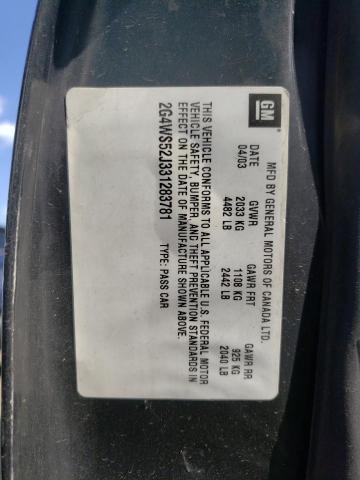 GM
MFD BY GENERAL MOTORS OF CANADA LTD.
DATE GVWR GAWR FRT GAWR RR
04/03 2033 KG 1108 KG 925 KG
4482 LB 2442 LB 2040 LB
THIS VEHICLE CONFORMS TO ALL APPLICABLE U.S. FEDERAL MOTOR
VEHICLE SAFETY, BUMPER, AND THEFT PREVENTION STANDARDS IN
EFFECT ON THE DATE OF MANUFACTURE SHOWN ABOVE.
2G4WS52J331283781 TYPE: PASS CAR